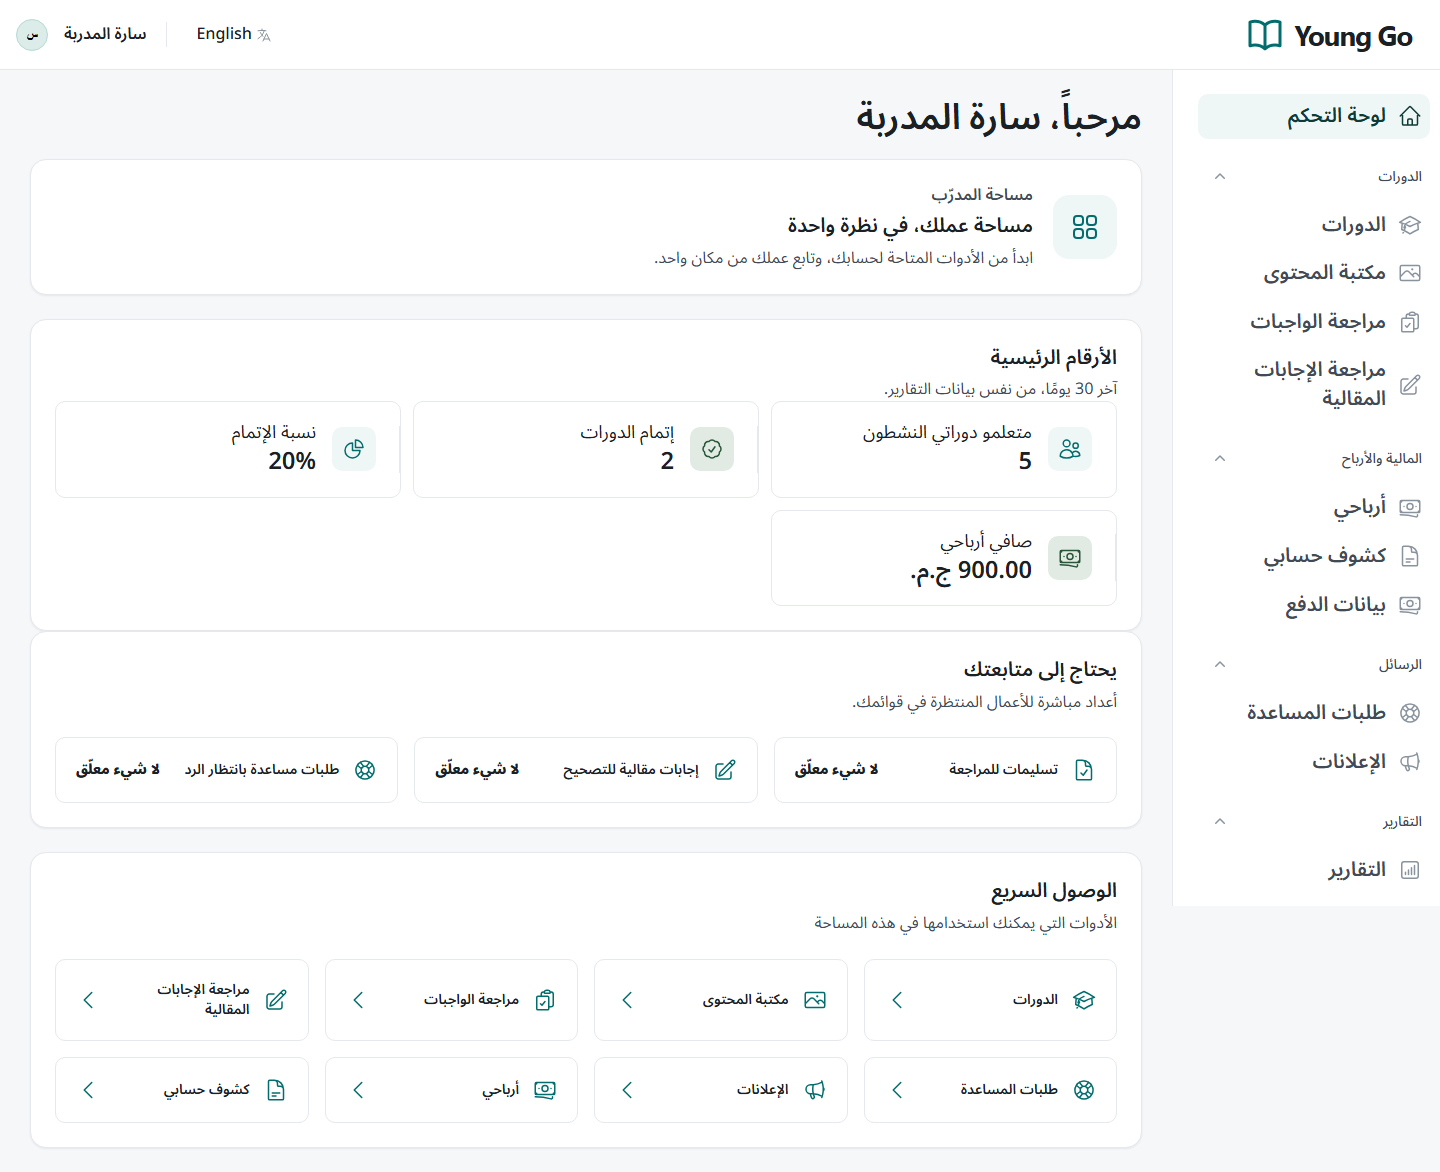 Young Go
English
سارة المدربة
س
لوحة التحكم
الدورات
الدورات
مكتبة المحتوى
مراجعة الواجبات
مراجعة الإجابات
المقالية
المالية والأرباح
أرباحي
كشوف حسابي
بيانات الدفع
الرسائل
طلبات المساعدة
الإعلانات
التقارير
التقارير
مرحباً، سارة المدربة
مساحة المدرّب
مساحة عملك، في نظرة واحدة
ابدأ من الأدوات المتاحة لحسابك، وتابع عملك من مكان واحد.
الأرقام الرئيسية
آخر 30 يومًا، من نفس بيانات التقارير.
متعلمو دوراتي النشطون
5
إتمام الدورات
2
نسبة الإتمام
20%
صافي أرباحي
900.00 ج.م.
يحتاج إلى متابعتك
أعداد مباشرة للأعمال المنتظرة في قوائمك.
تسليمات للمراجعة
لا شيء معلّق
إجابات مقالية للتصحيح
لا شيء معلّق
طلبات مساعدة بانتظار الرد
لا شيء معلّق
الوصول السريع
الأدوات التي يمكنك استخدامها في هذه المساحة
الدورات
مكتبة المحتوى
مراجعة الواجبات
مراجعة الإجابات
المقالية
طلبات المساعدة
الإعلانات
أرباحي
كشوف حسابي